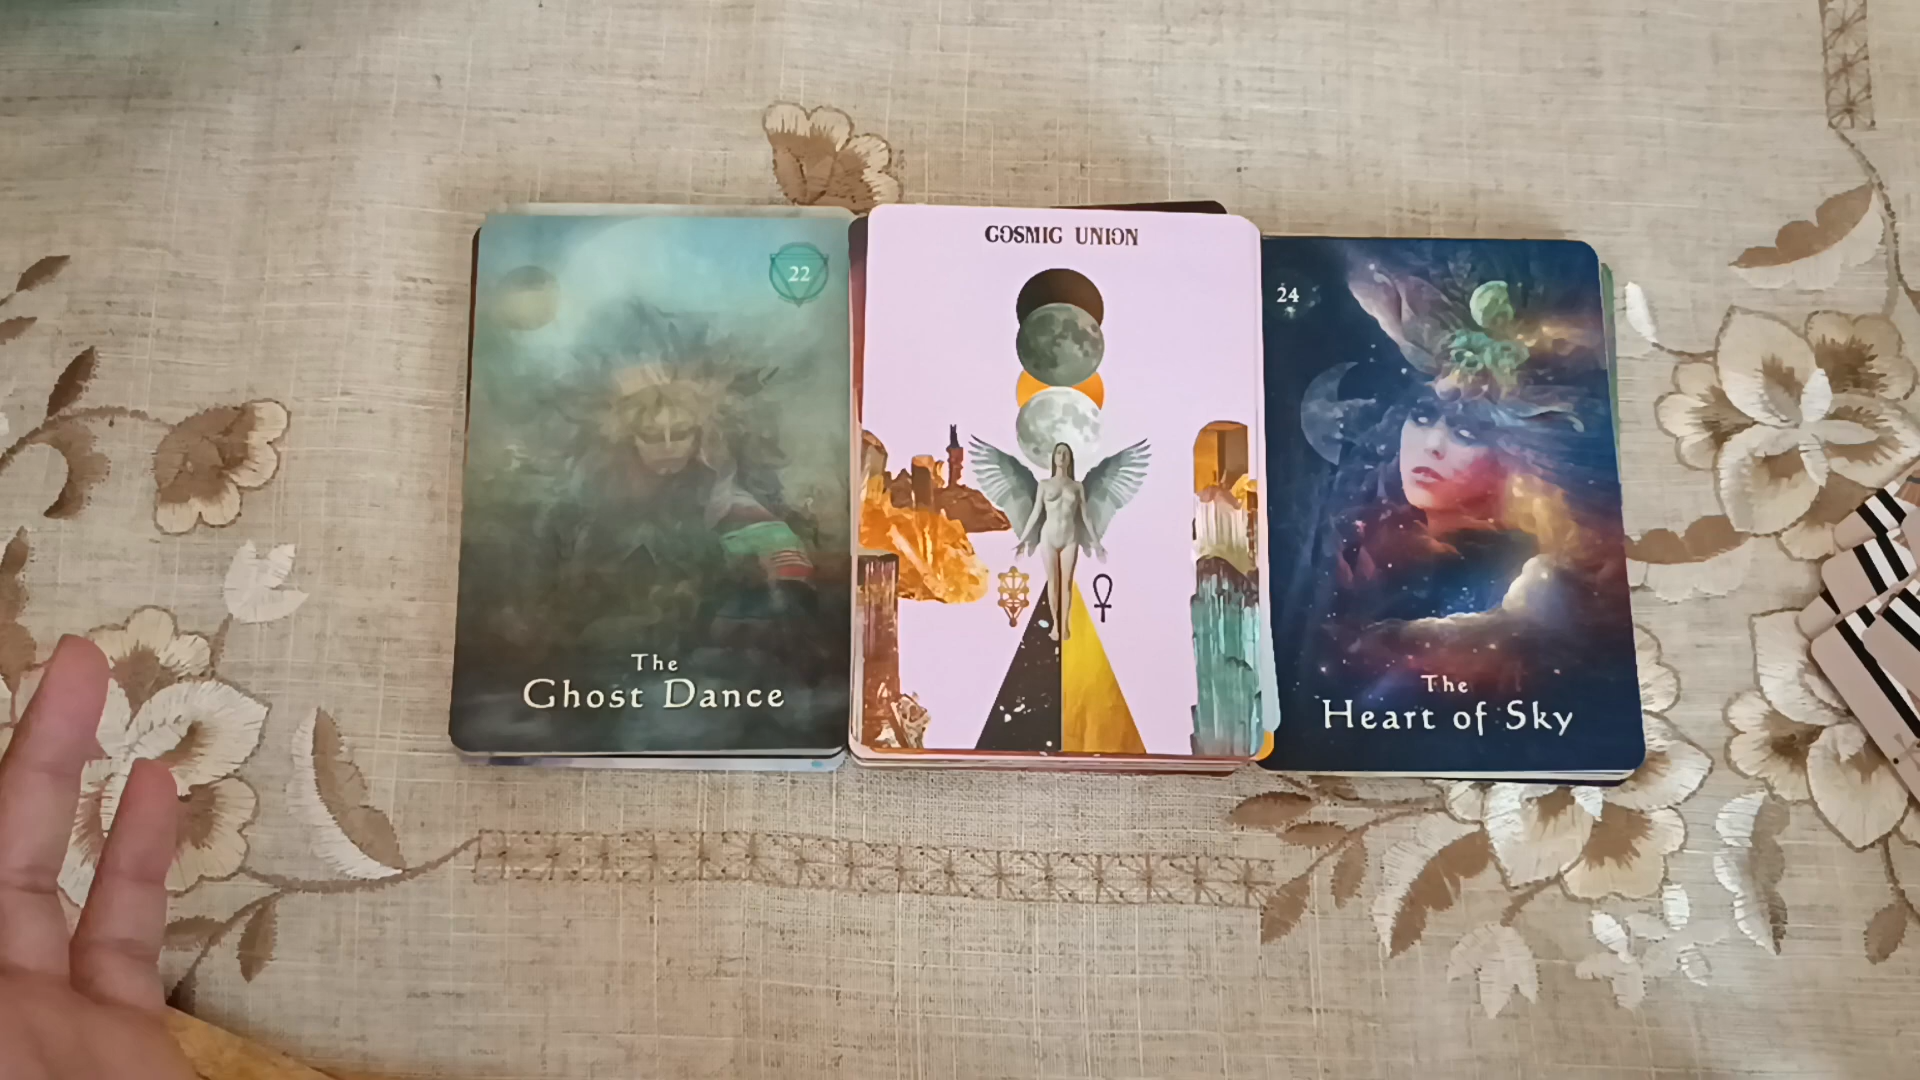 22
The
Ghost Dance
COSMIC UNION
24
The
Heart of Sky